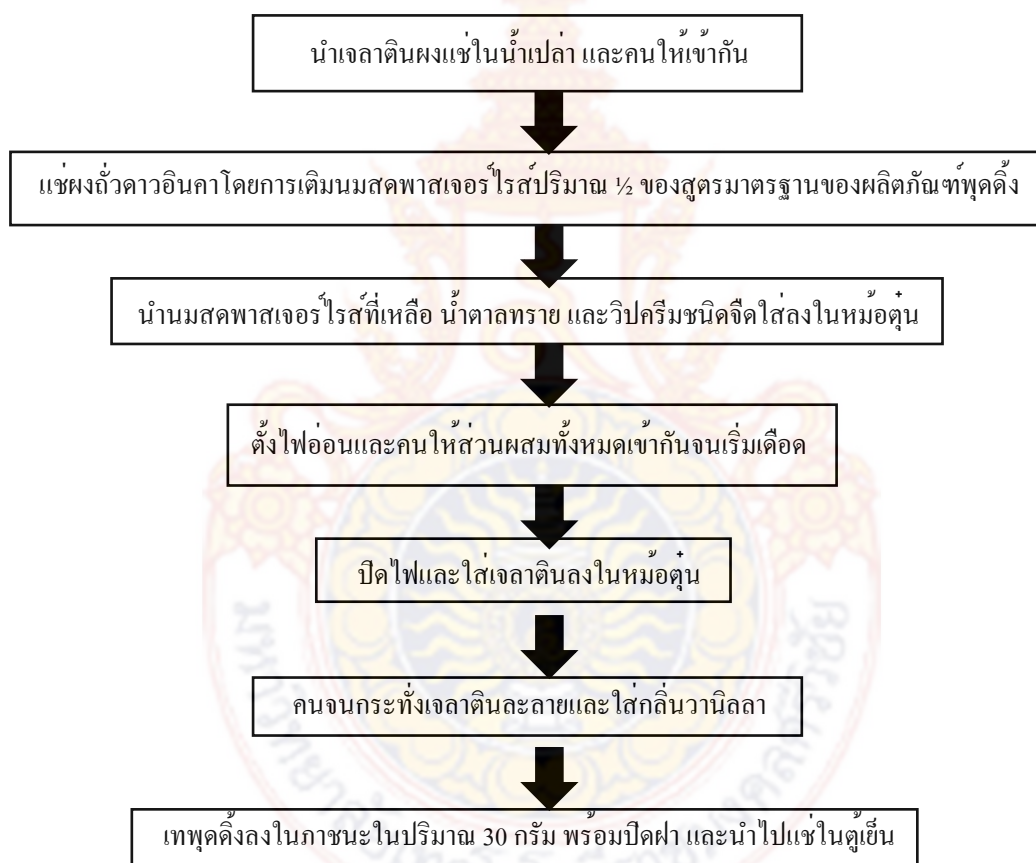 นำเจลาตินผงแช่ในน้ำเปล่า และคนให้เข้ากัน
แช่ผงถั่วดาวอินคาโดยการเติมนมสดพาสเจอร์ไรส์ปริมาณ ½ ของสูตรมาตรฐานของผลิตภัณฑ์พุดดิ้ง
นำนมสดพาสเจอร์ไรส์ที่เหลือ น้ำตาลทราย และวิปครีมชนิดจืดใส่ลงในหม้อตุ๋น
ตั้งไฟอ่อนและคนให้ส่วนผสมทั้งหมดเข้ากันจนเริ่มเดือด
ปิดไฟและใส่เจลาตินลงในหม้อตุ๋น
คนจนกระทั่งเจลาตินละลายและใส่กลิ่นวานิลลา
เทพุดดิ้งลงในภาชนะในปริมาณ 30 กรัม พร้อมปิดฝา และนำไปแช่ในตู้เย็น